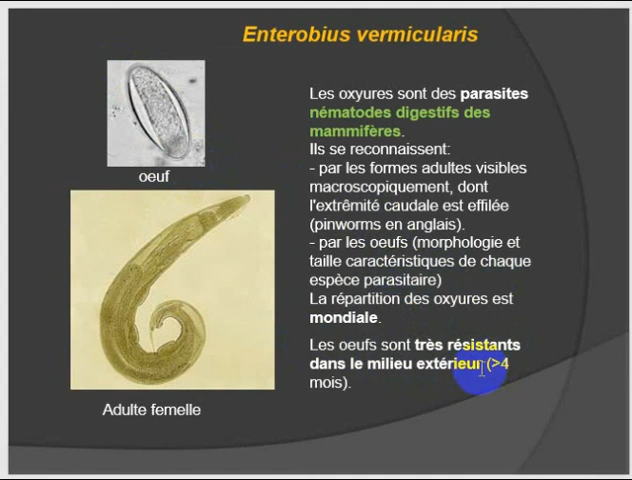 Enterobius vermicularis
oeuf
Adulte femelle
Les oxyures sont des parasites
nématodes digestifs des
mammifères.
Ils se reconnaissent:
- par les formes adultes visibles
macroscopiquement, dont
l'extrêmité caudale est effilée
(pinworms en anglais).
- par les oeufs (morphologie et
taille caractéristiques de chaque
espèce parasitaire)
La répartition des oxyures est
mondiale.
Les oeufs sont très résistants
dans le milieu extérieur (>4
mois).